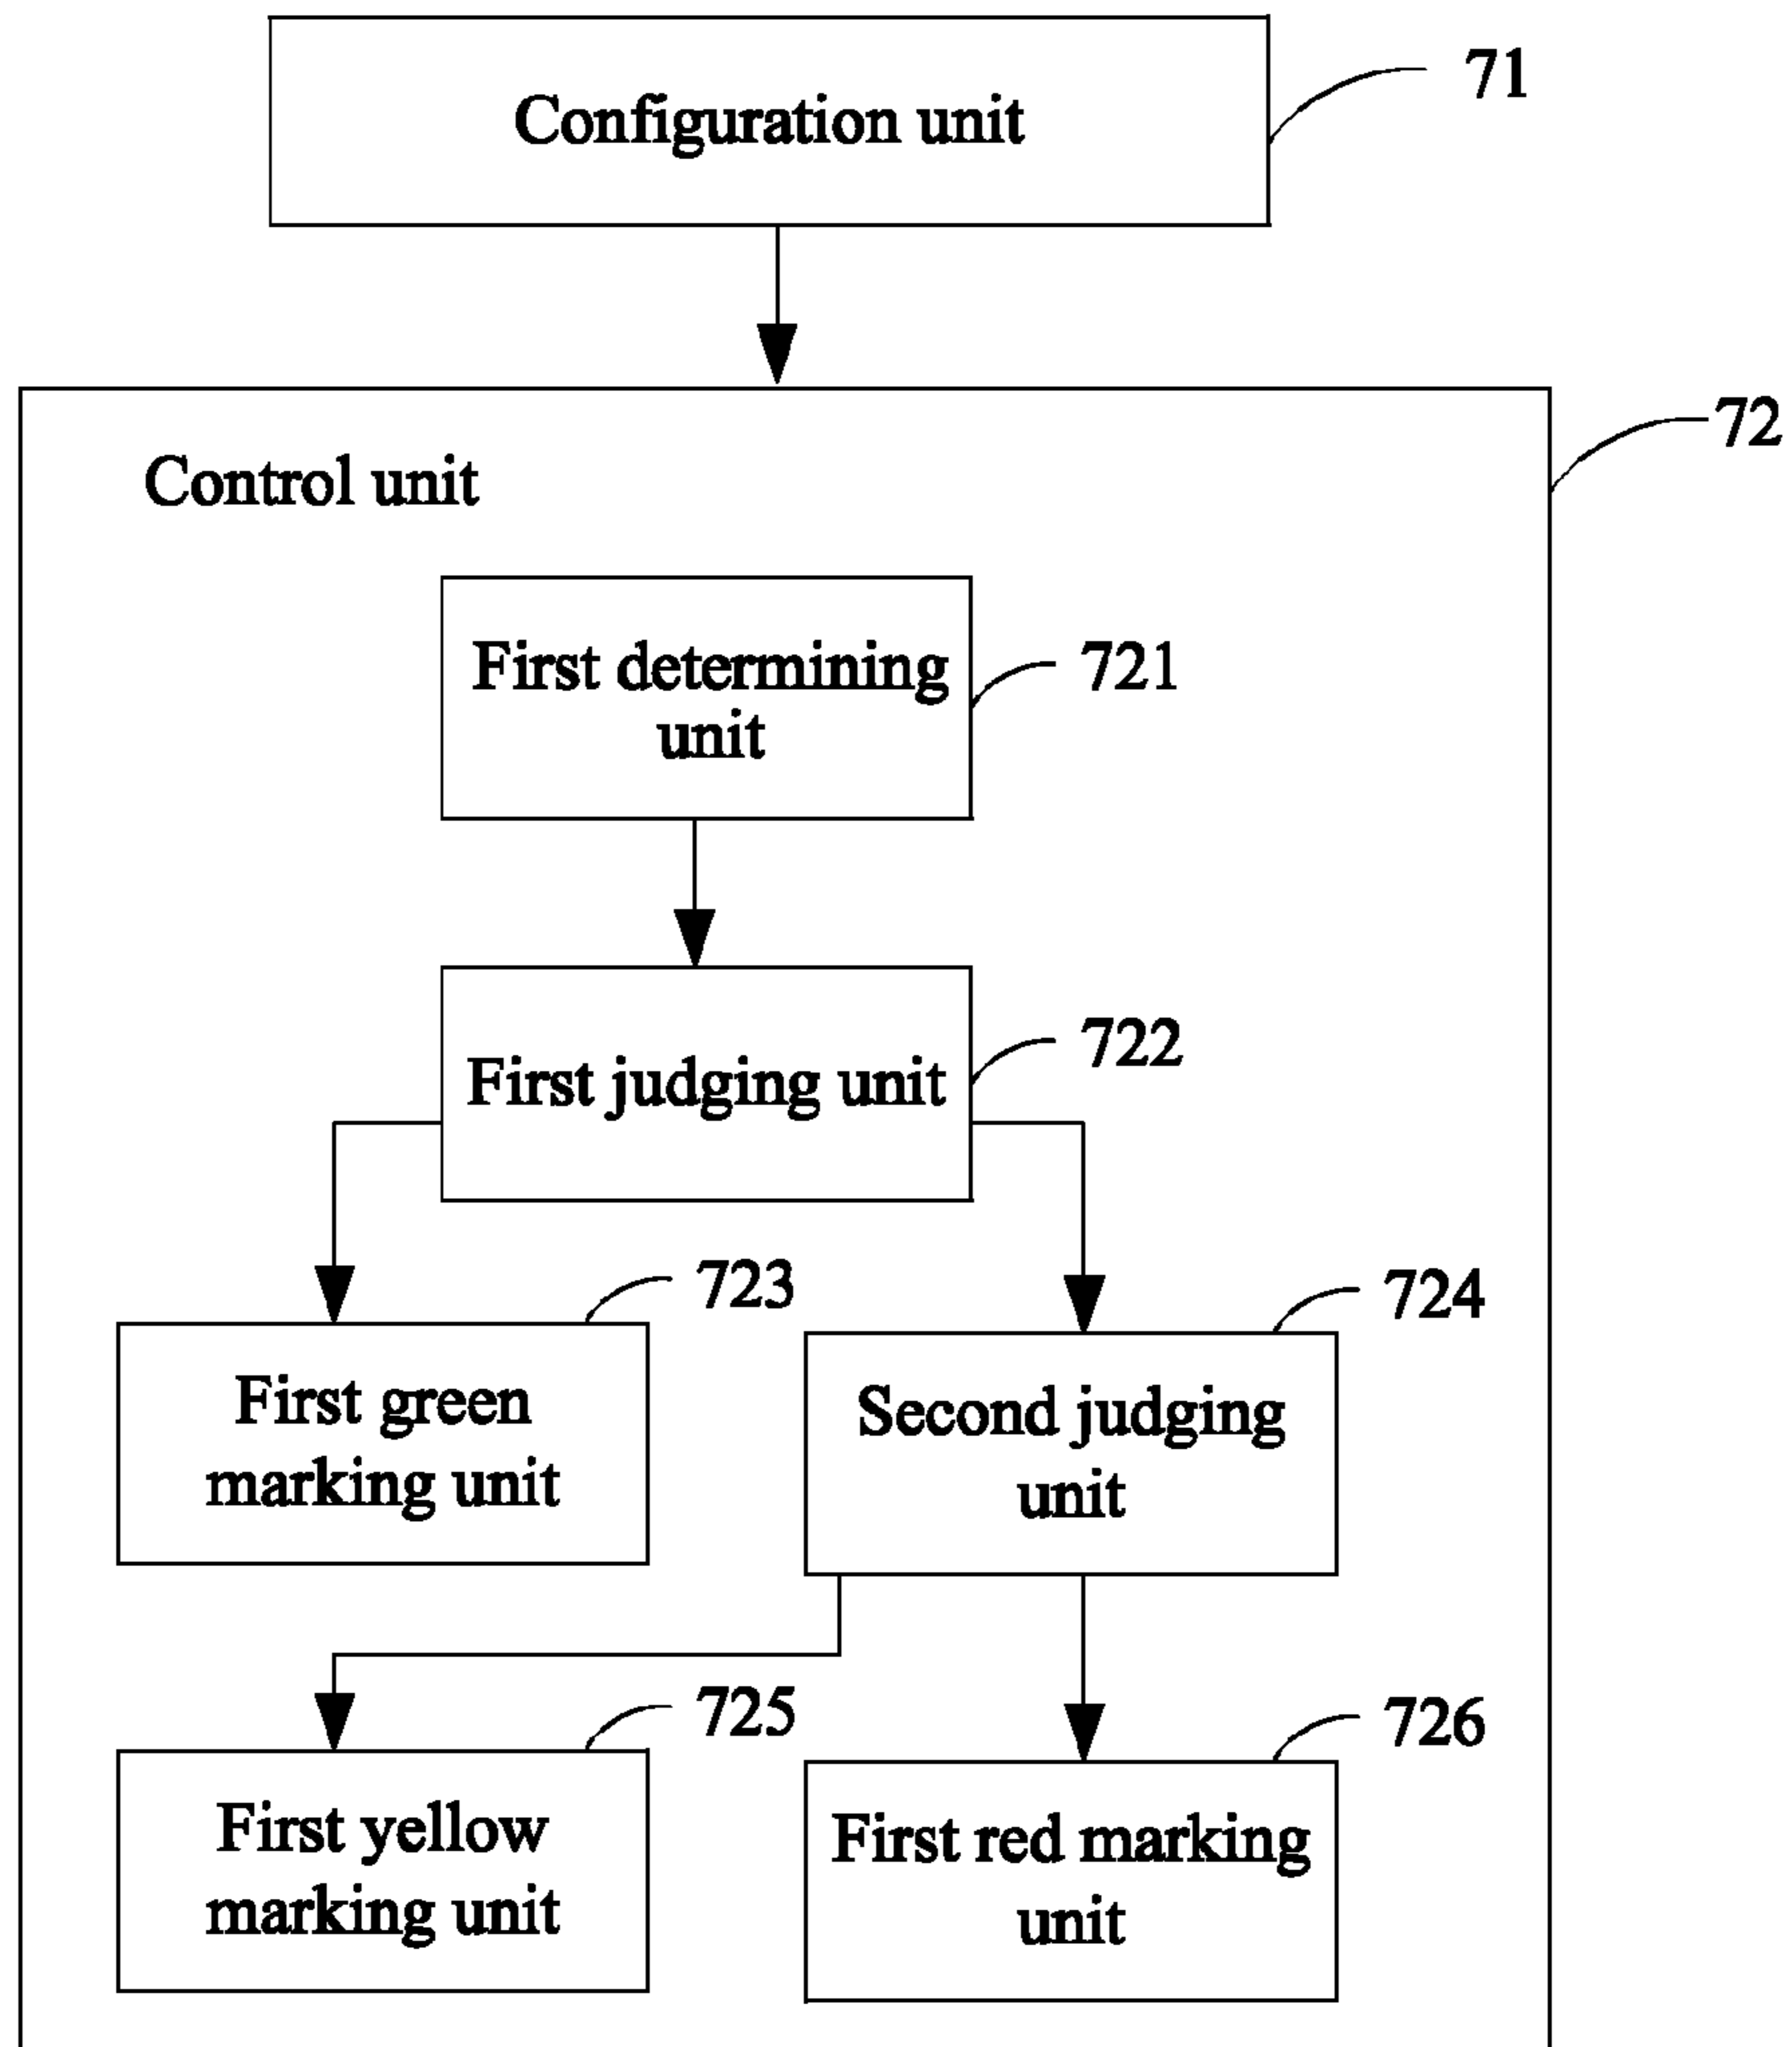 Configuration unit
71
Control unit
72
First determining
unit
721
First judging unit
722
First green
marking unit
723
Second judging
unit
724
First yellow
marking unit
725
First red marking
unit
726